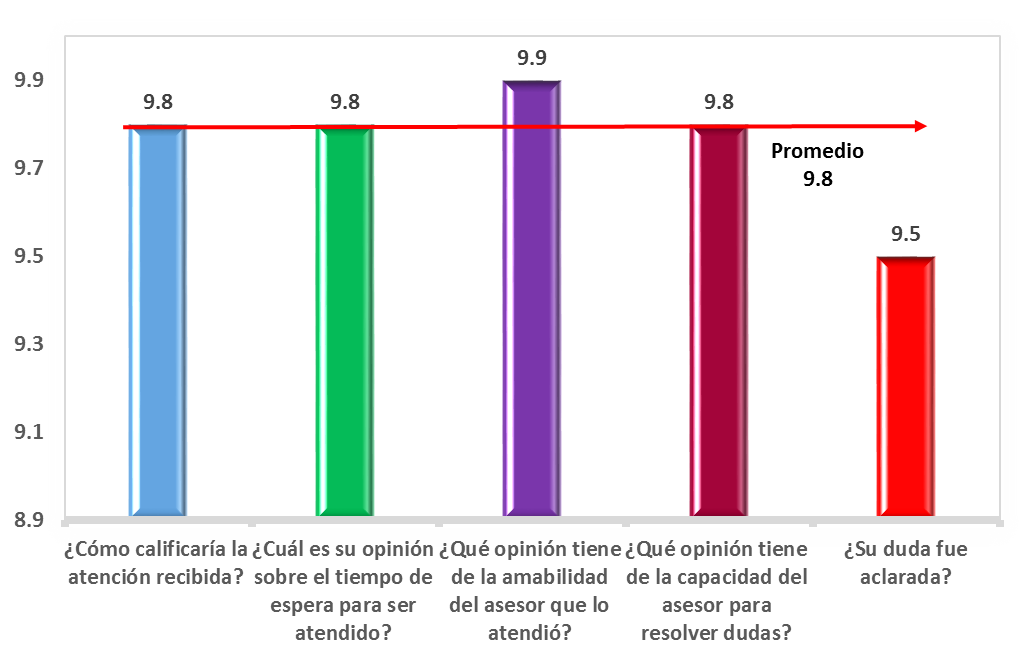 9.9
9.7
9.5
9.3
9.1
8.9
9.8
9.8
9.9
9.8
9.5
Promedio
9.8
¿Cómo calificaría la
atención recibida?
¿Cuál es su opinión
sobre el tiempo de
espera para ser
atendido?
¿Qué opinión tiene
de la amabilidad
del asesor que lo
atendió?
¿Qué opinión tiene
de la capacidad del
asesor para
resolver dudas?
¿Su duda fue
aclarada?